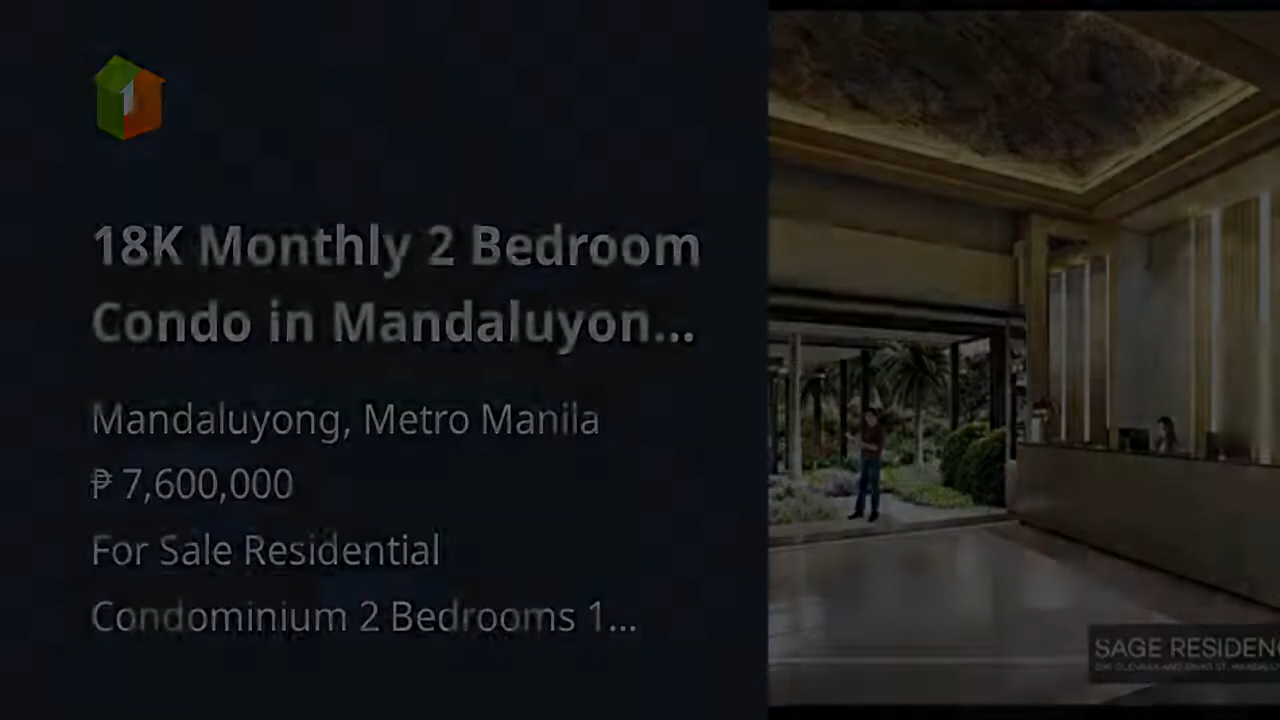 18K Monthly 2 Bedroom
Condo in Mandaluyon...
Mandaluyong, Metro Manila
₱ 7,600,000
For Sale Residential
Condominium 2 Bedrooms 1...
SAGE RESIDENC